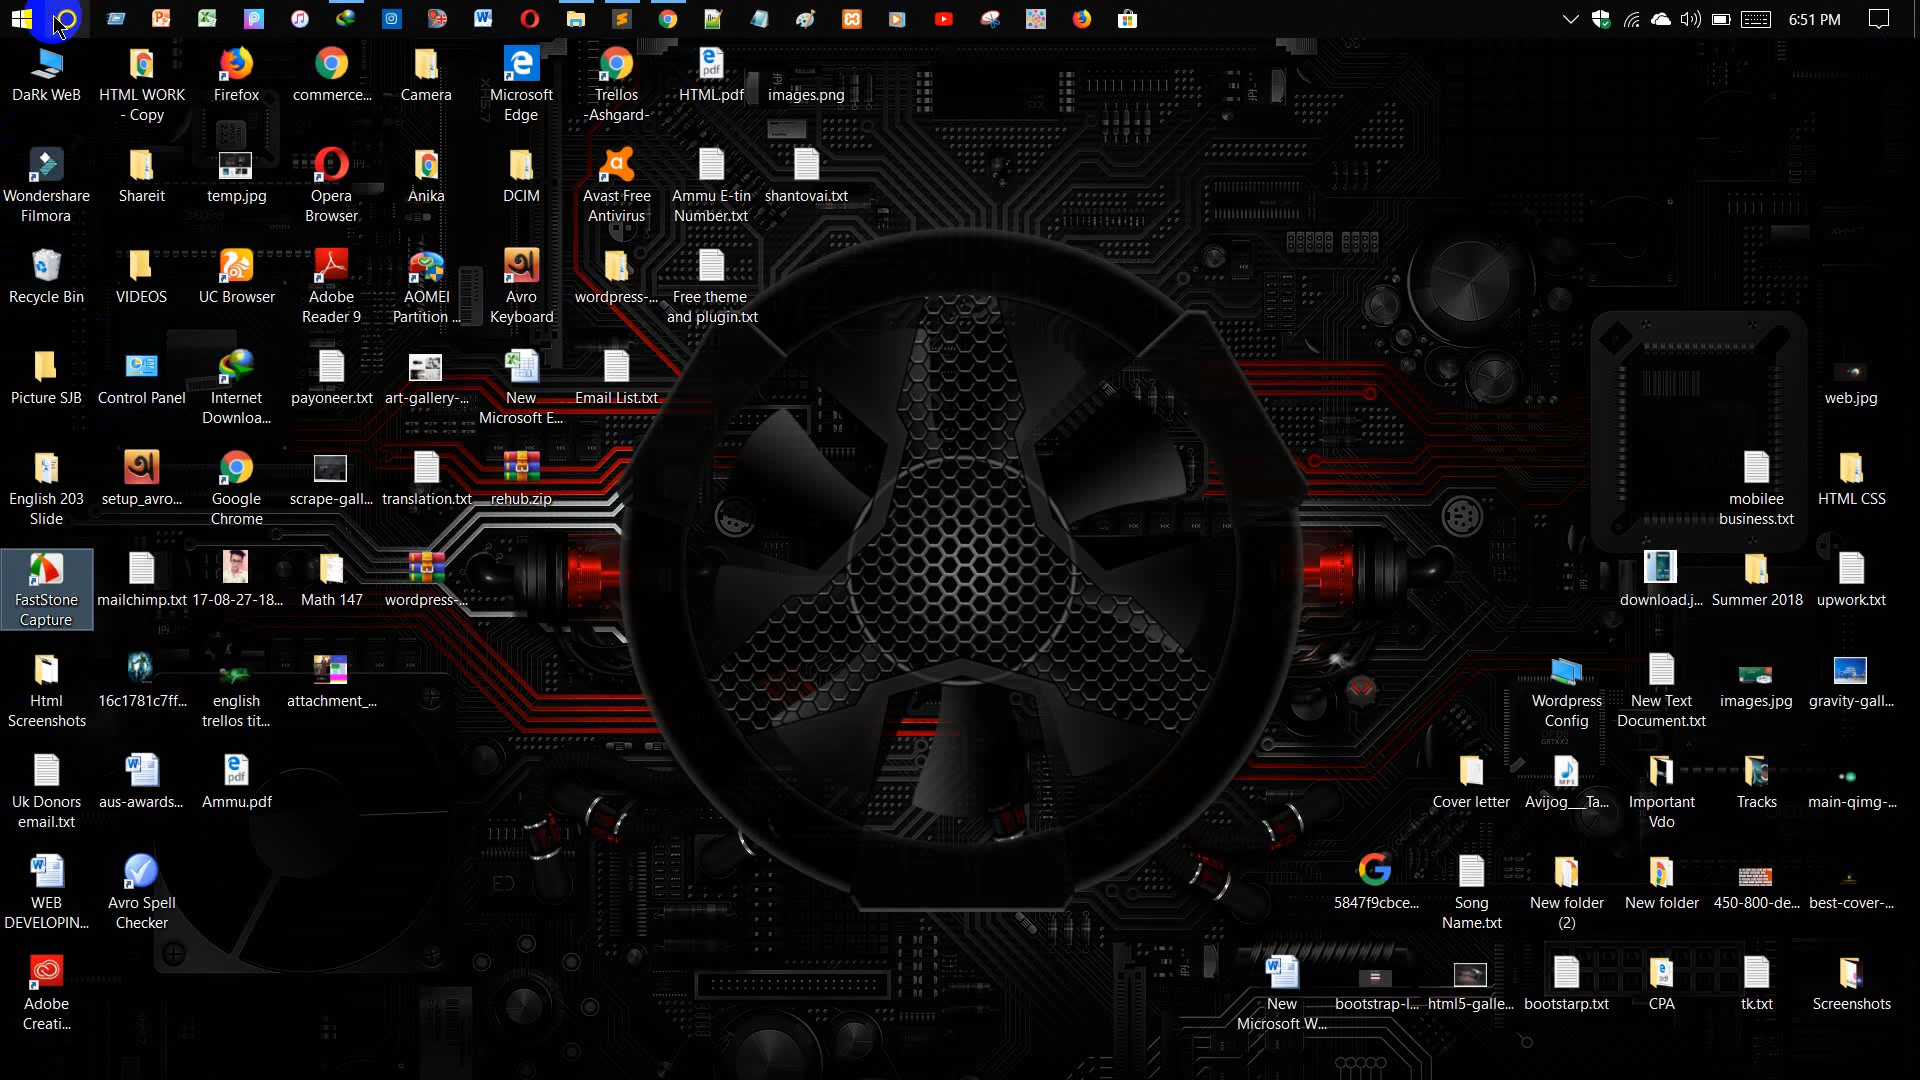 6:51 PM
DaRk WeB
HTML WORK
- Copy
Firefox
commerce...
Camera
Microsoft
Edge
Trellos
-Ashgard-
HTML.pdf
images.png
Wondershare
Filmora
Shareit
temp.jpg
Opera
Browser
Anika
DCIM
Avast Free
Antivirus
Ammu E-tin
Number.txt
shantovai.txt
Recycle Bin
VIDEOS
UC Browser
Adobe
Reader 9
AOMEI
Partition ...
Avro
Keyboard
wordpress-...
Free theme
and plugin.txt
Picture SJB
Control Panel
Internet
Downloa...
payoneer.txt
art-gallery-...
New
Microsoft E...
Email List.txt
web.jpg
English 203
Slide
setup_avro...
Google
Chrome
scrape-gall...
translation.txt
rehub.zip
mobilee
business.txt
HTML CSS
FastStone
Capture
mailchimp.txt
17-08-27-18...
Math 147
wordpress-...
download.j...
Summer 2018
upwork.txt
Html
Screenshots
16c1781c7ff...
english
trellos tit...
attachment_...
Wordpress
Config
New Text
Document.txt
images.jpg
gravity-gall...
Uk Donors
email.txt
aus-awards...
Ammu.pdf
Cover letter
Avijog__Ta...
Important
Vdo
Tracks
main-qimg-...
WEB
DEVELOPIN...
Avro Spell
Checker
5847f9cbce...
Song
Name.txt
New folder
(2)
New folder
450-800-de...
best-cover-...
Adobe
Creati...
New
Microsoft W...
bootstrap-l...
html5-galle...
bootstarp.txt
CPA
tk.txt
Screenshots